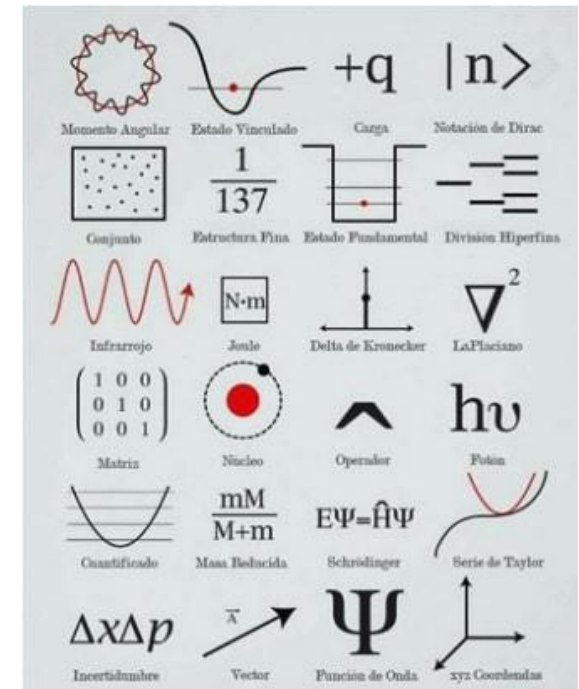 +q |n>
Momento Angular Estado Vinculado Carga Notación de Dirac
1
137
Conjunto Estructura Fina Estado Fundamental División Hiperfina
N·m
∇²
Infrarrojo Joule Delta de Kronecker LaPlaciano
1 0 0
0 1 0
0 0 1
hυ
Matriz Núcleo Operador Fotón
mM
M+m
EΨ=ĤΨ
Cuantificado Masa Reducida Schrödinger Serie de Taylor
ΔxΔp
A
Ψ
Incertidumbre Vector Función de Onda xyz Coordendas